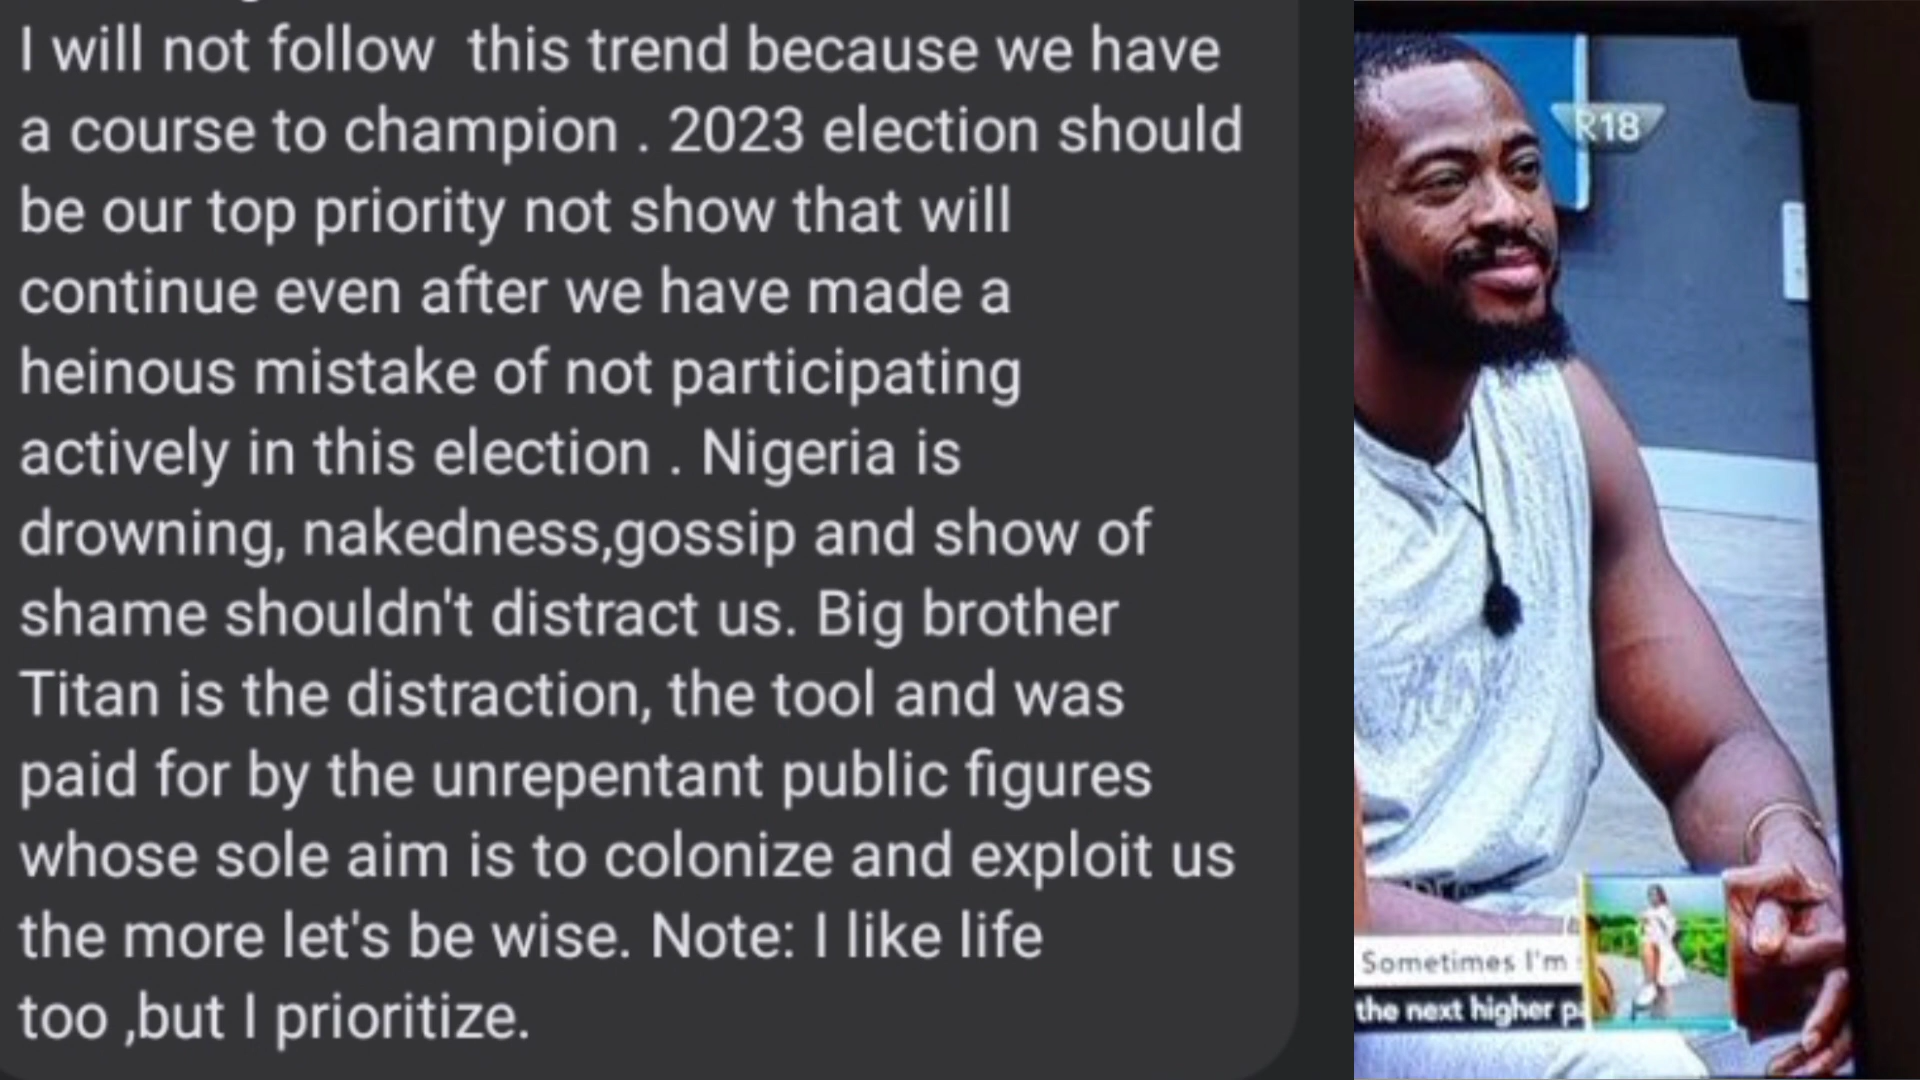 I will not follow  this trend because we have
a course to champion . 2023 election should
be our top priority not show that will
continue even after we have made a
heinous mistake of not participating
actively in this election . Nigeria is
drowning, nakedness,gossip and show of
shame shouldn't distract us. Big brother
Titan is the distraction, the tool and was
paid for by the unrepentant public figures
whose sole aim is to colonize and exploit us
the more let's be wise. Note: I like life
too ,but I prioritize.
R18
Sometimes I'm
the next higher